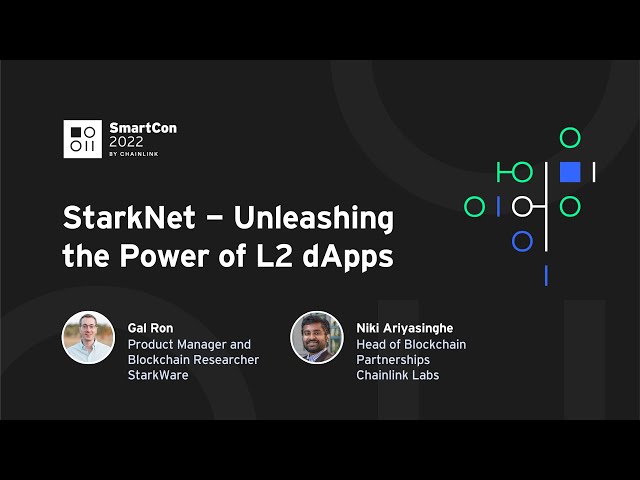 SmartCon
2022
BY CHAINLINK
StarkNet – Unleashing
the Power of L2 dApps
Gal Ron
Product Manager and
Blockchain Researcher
StarkWare
Niki Ariyasinghe
Head of Blockchain
Partnerships
Chainlink Labs